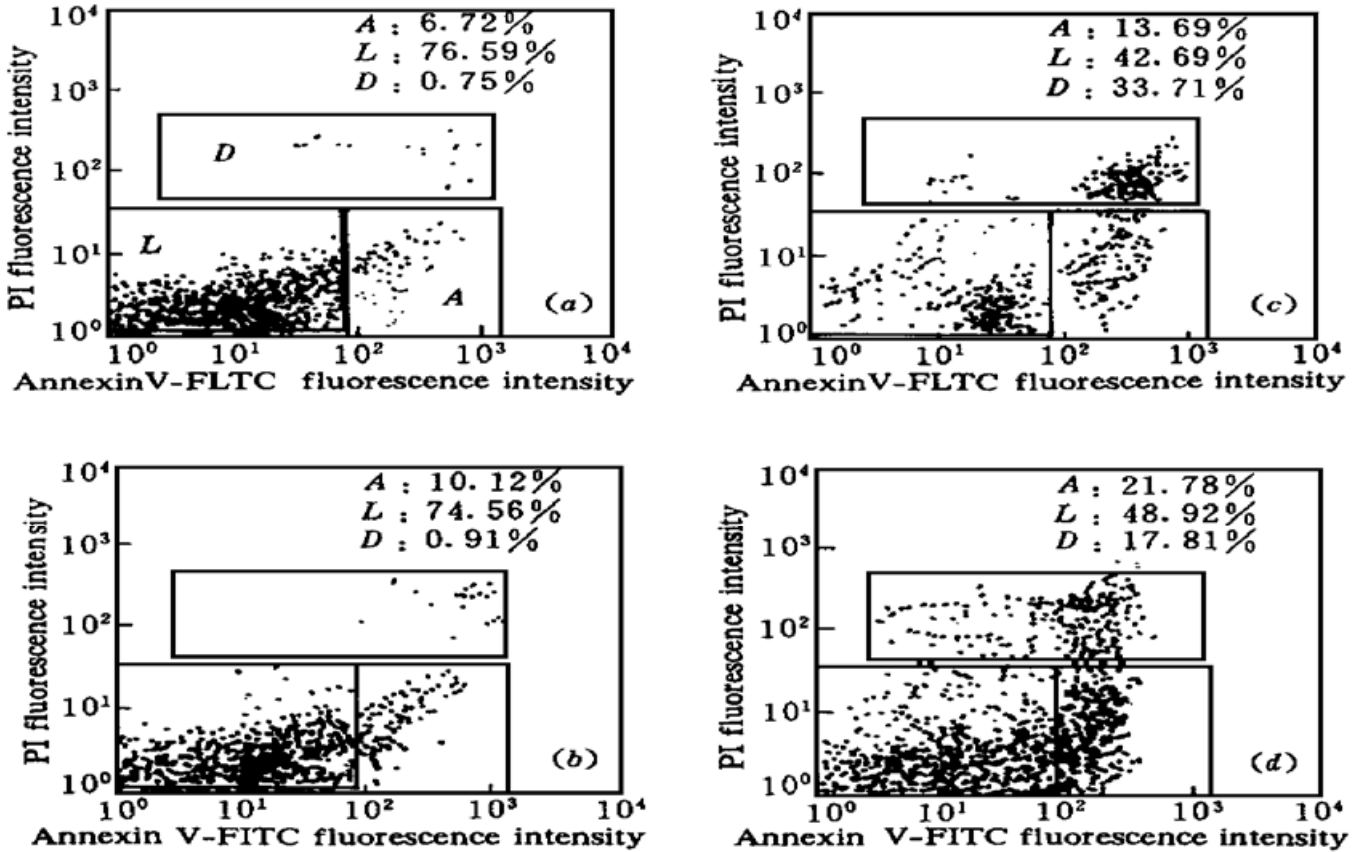 10⁴
A : 6.72%
L : 76.59%
D : 0.75%
10³
D
10²
L
10¹
A
(a)
10⁰
10⁰ 10¹ 10² 10³ 10⁴
PI fluorescence intensity
AnnexinV-FLTC fluorescence intensity
10⁴
A : 13.69%
L : 42.69%
D : 33.71%
10³
10²
10¹
(c)
10⁰
10⁰ 10¹ 10² 10³ 10⁴
PI fluorescence intensity
AnnexinV-FLTC fluorescence intensity
10⁴
A : 10.12%
L : 74.56%
D : 0.91%
10³
10²
10¹
(b)
10⁰
10⁰ 10¹ 10² 10³ 10⁴
PI fluorescence intensity
Annexin V-FITC fluorescence intensity
10⁴
A : 21.78%
L : 48.92%
D : 17.81%
10³
10²
10¹
(d)
10⁰
10⁰ 10¹ 10² 10³ 10⁴
PI fluorescence intensity
Annexin V-FITC fluorescence intensity